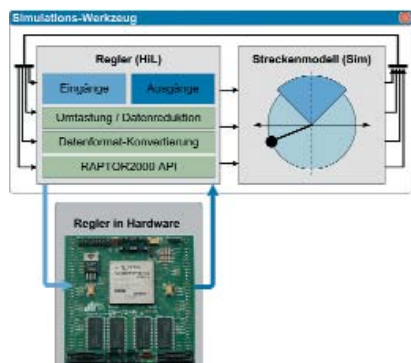 Simulations-Werkzeug
Regler (HiL)
Streckenmodell (Sim)
Eingänge
Ausgänge
Umtastung / Datenreduktion
Datenformat-Konvertierung
RAPTOR2000 API
Regler in Hardware